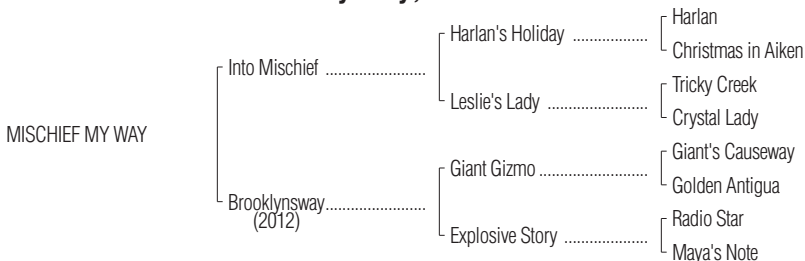 Harlan
Harlan's Holiday ..................
Christmas in Aiken
Into Mischief ........................
Tricky Creek
Leslie's Lady ........................
Crystal Lady
MISCHIEF MY WAY
Giant's Causeway
Giant Gizmo ..........................
Golden Antigua
Brooklynsway........................
(2012)
Radio Star
Explosive Story ....................
Maya's Note